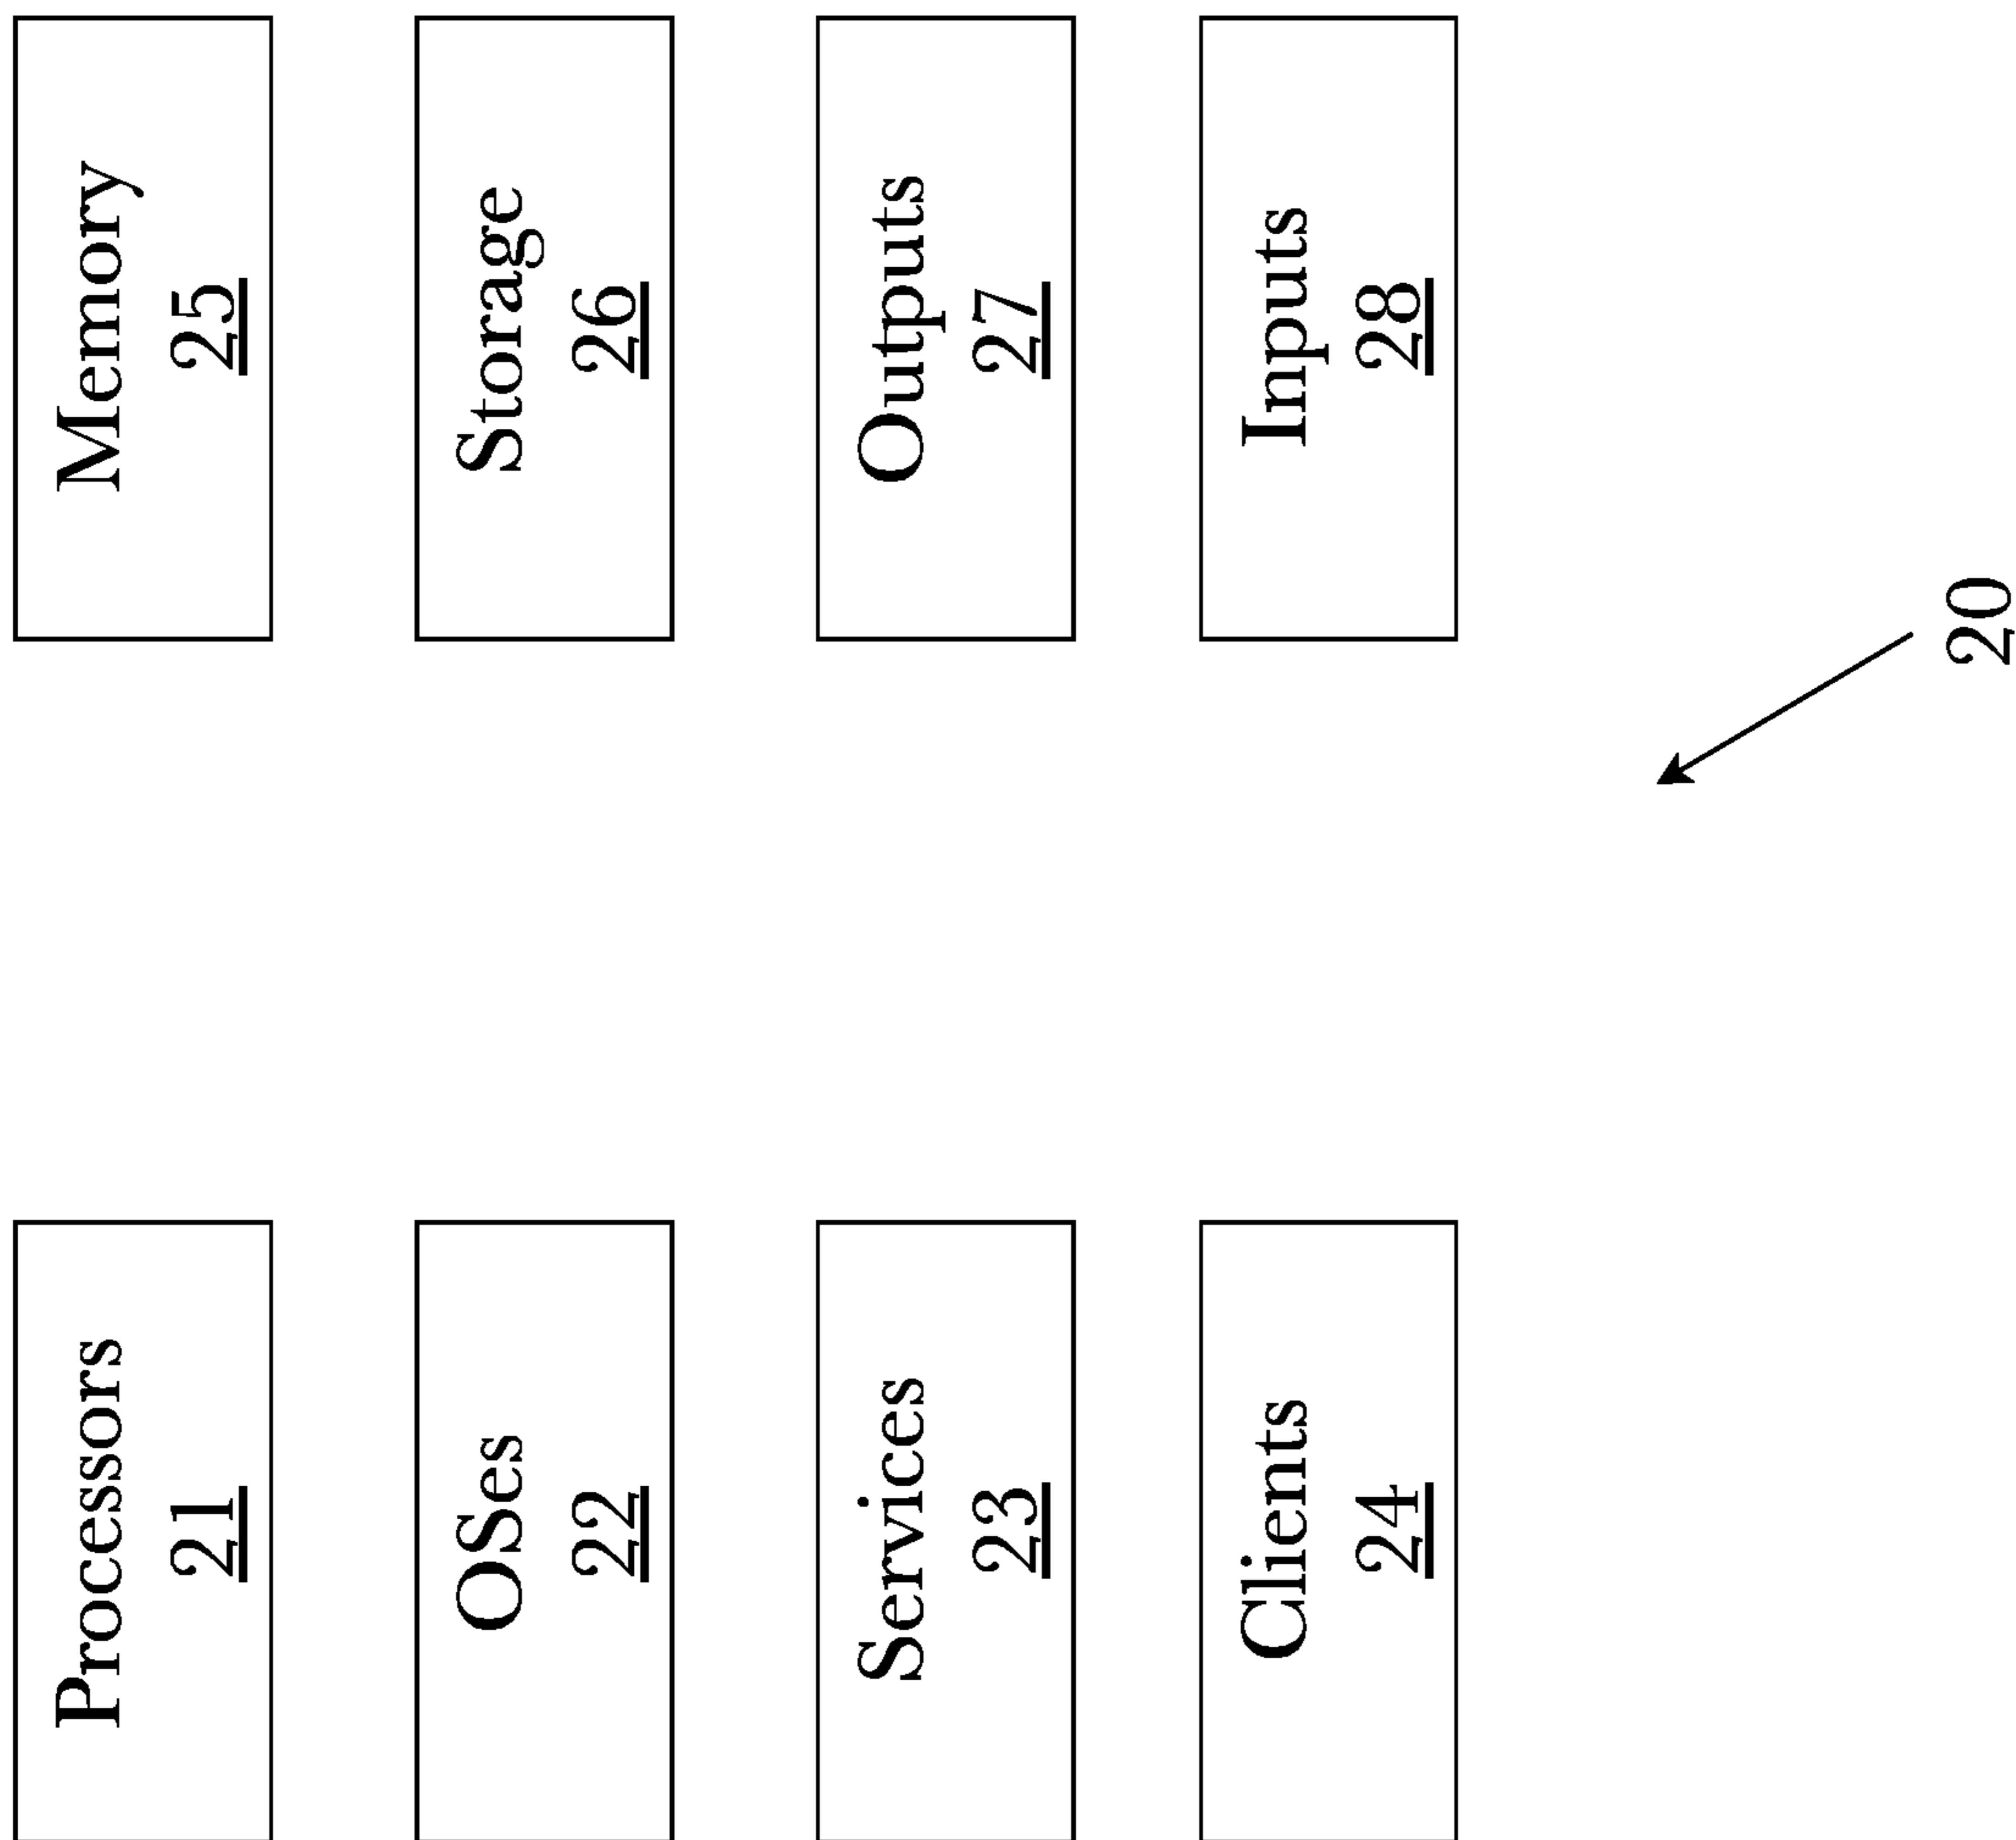 Processors
21
OSes
22
Services
23
Clients
24
Memory
25
Storage
26
Outputs
27
Inputs
28
20